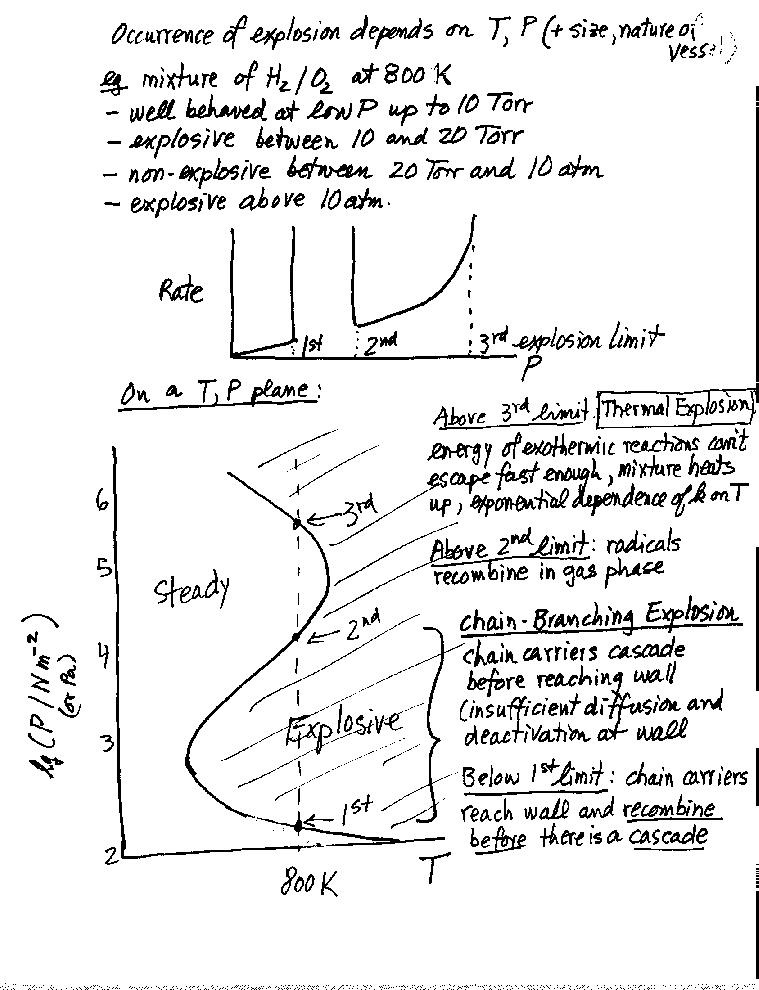 Occurrence of explosion depends on T, P (+ size, nature of vessel)
eg mixture of H₂/O₂ at 800 K
- well behaved at low P up to 10 Torr
- explosive between 10 and 20 Torr
- non-explosive between 20 Torr and 10 atm
- explosive above 10 atm.
Rate
1st
2nd
3rd explosion limit
P
On a T, P plane:
Above 3rd limit Thermal Explosion
energy of exothermic reactions can't
escape fast enough, mixture heats
up, exponential dependence of k on T
Above 2nd limit: radicals
recombine in gas phase
Chain-Branching Explosion
chain carriers cascade
before reaching wall
(insufficient diffusion and
deactivation at wall
Below 1st limit: chain carriers
reach wall and recombine
before there is a cascade
6
5
4
3
2
lg (P/Nm⁻²)
(or Pa)
Steady
Explosive
3rd
2nd
1st
800 K
T